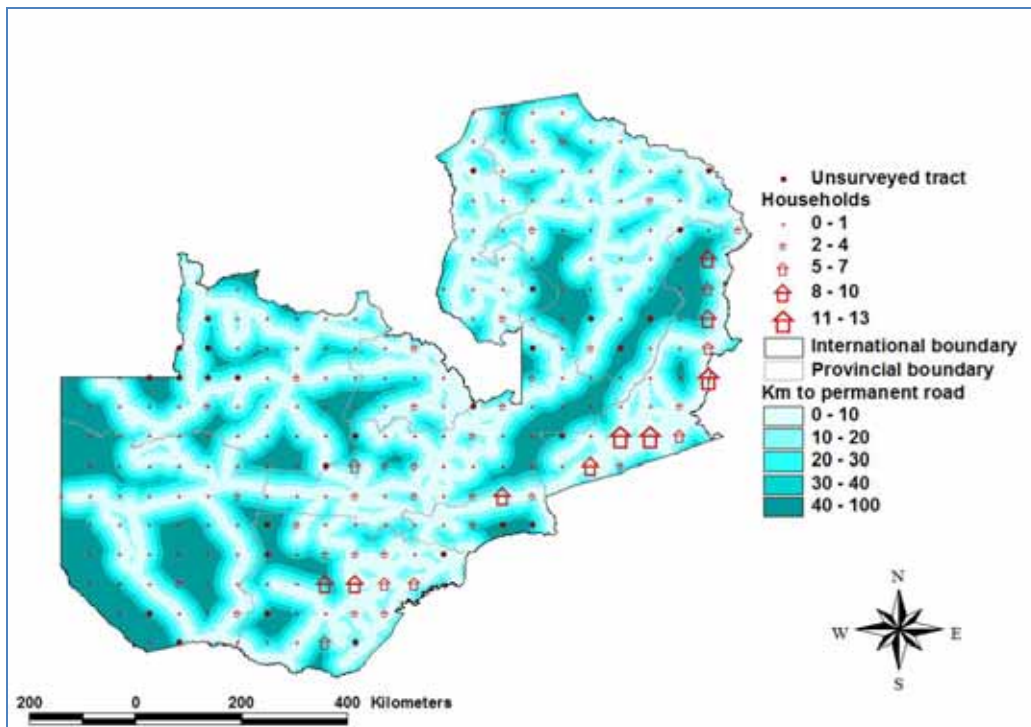 Unsurveyed tract
Households
0 - 1
2 - 4
5 - 7
8 - 10
11 - 13
International boundary
Provincial boundary
Km to permanent road
0 - 10
10 - 20
20 - 30
30 - 40
40 - 100
N
W E
S
200 0 200 400 Kilometers